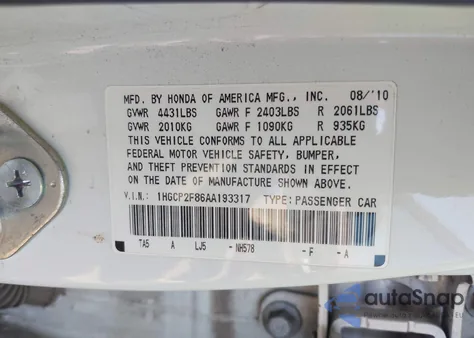 MFD. BY HONDA OF AMERICA MFG., INC. 08/'10
GVWR 4431LBS GAWR F 2403LBS R 2061LBS
GVWR 2010KG GAWR F 1090KG R 935KG
THIS VEHICLE CONFORMS TO ALL APPLICABLE
FEDERAL MOTOR VEHICLE SAFETY, BUMPER,
AND THEFT PREVENTION STANDARDS IN EFFECT
ON THE DATE OF MANUFACTURE SHOWN ABOVE.
V.I.N.: 1HGCP2F86AA193317 TYPE: PASSENGER CAR
TA5 A LJ5 -NH578 -F -A
autoSnap